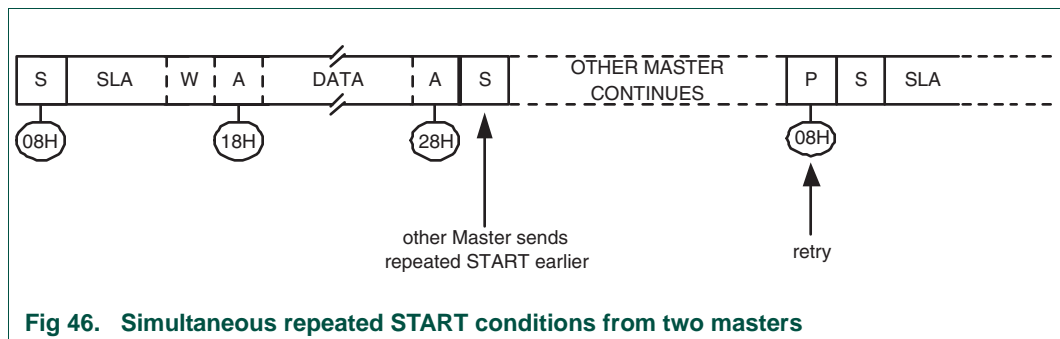 S SLA W A DATA A S OTHER MASTER CONTINUES P S SLA
08H 18H 28H 08H
other Master sends
repeated START earlier
retry
Fig 46. Simultaneous repeated START conditions from two masters